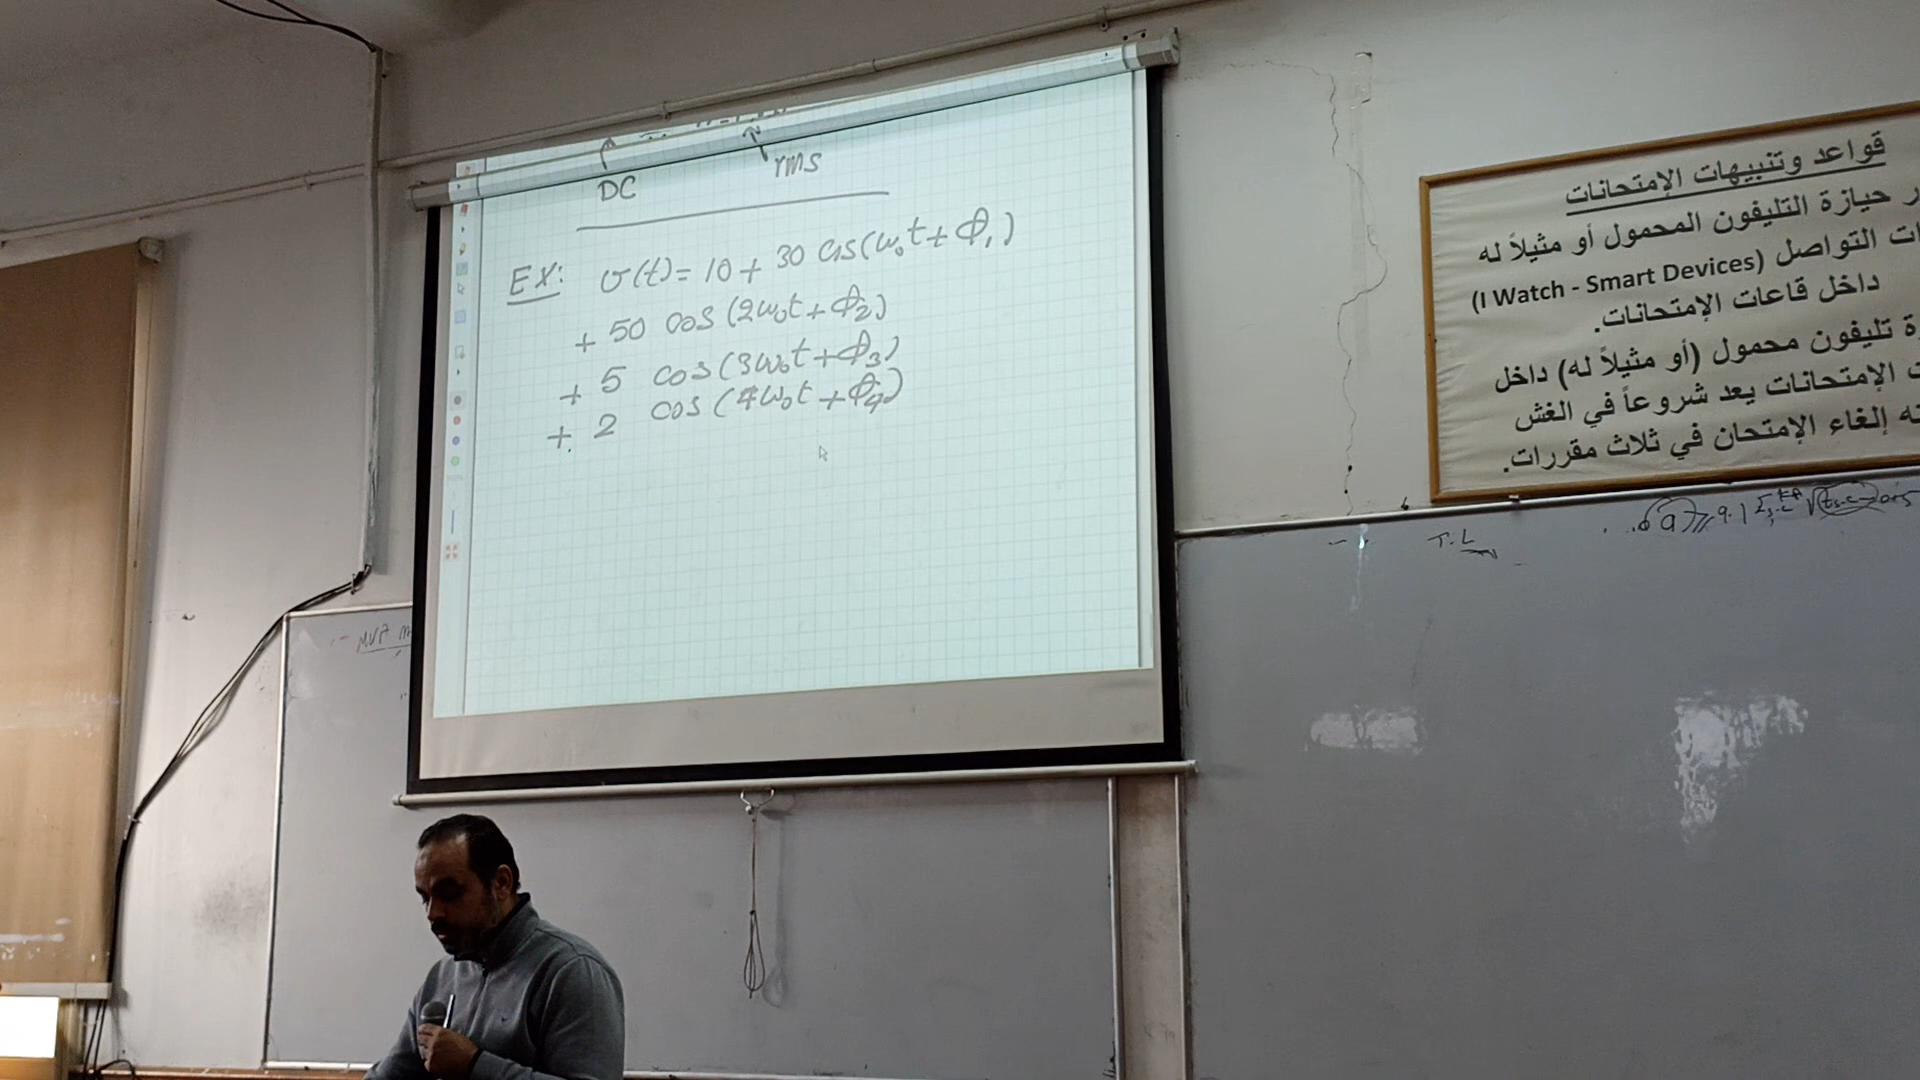 DC
rms
EX: v(t) = 10 + 30 cos(ω₀t + Φ₁)
+ 50 cos (2ω₀t + Φ₂)
+ 5 cos (3ω₀t + Φ₃)
+ 2 cos (4ω₀t + Φ₄)
قواعد وتنبيهات الإمتحانات
حيازة التليفون المحمول أو مثيلاً له
التواصل (I Watch - Smart Devices)
داخل قاعات الإمتحانات.
تليفون محمول (أو مثيلاً له) داخل
الإمتحانات يعد شروعاً في الغش
إلغاء الإمتحان في ثلاث مقررات.
T.L